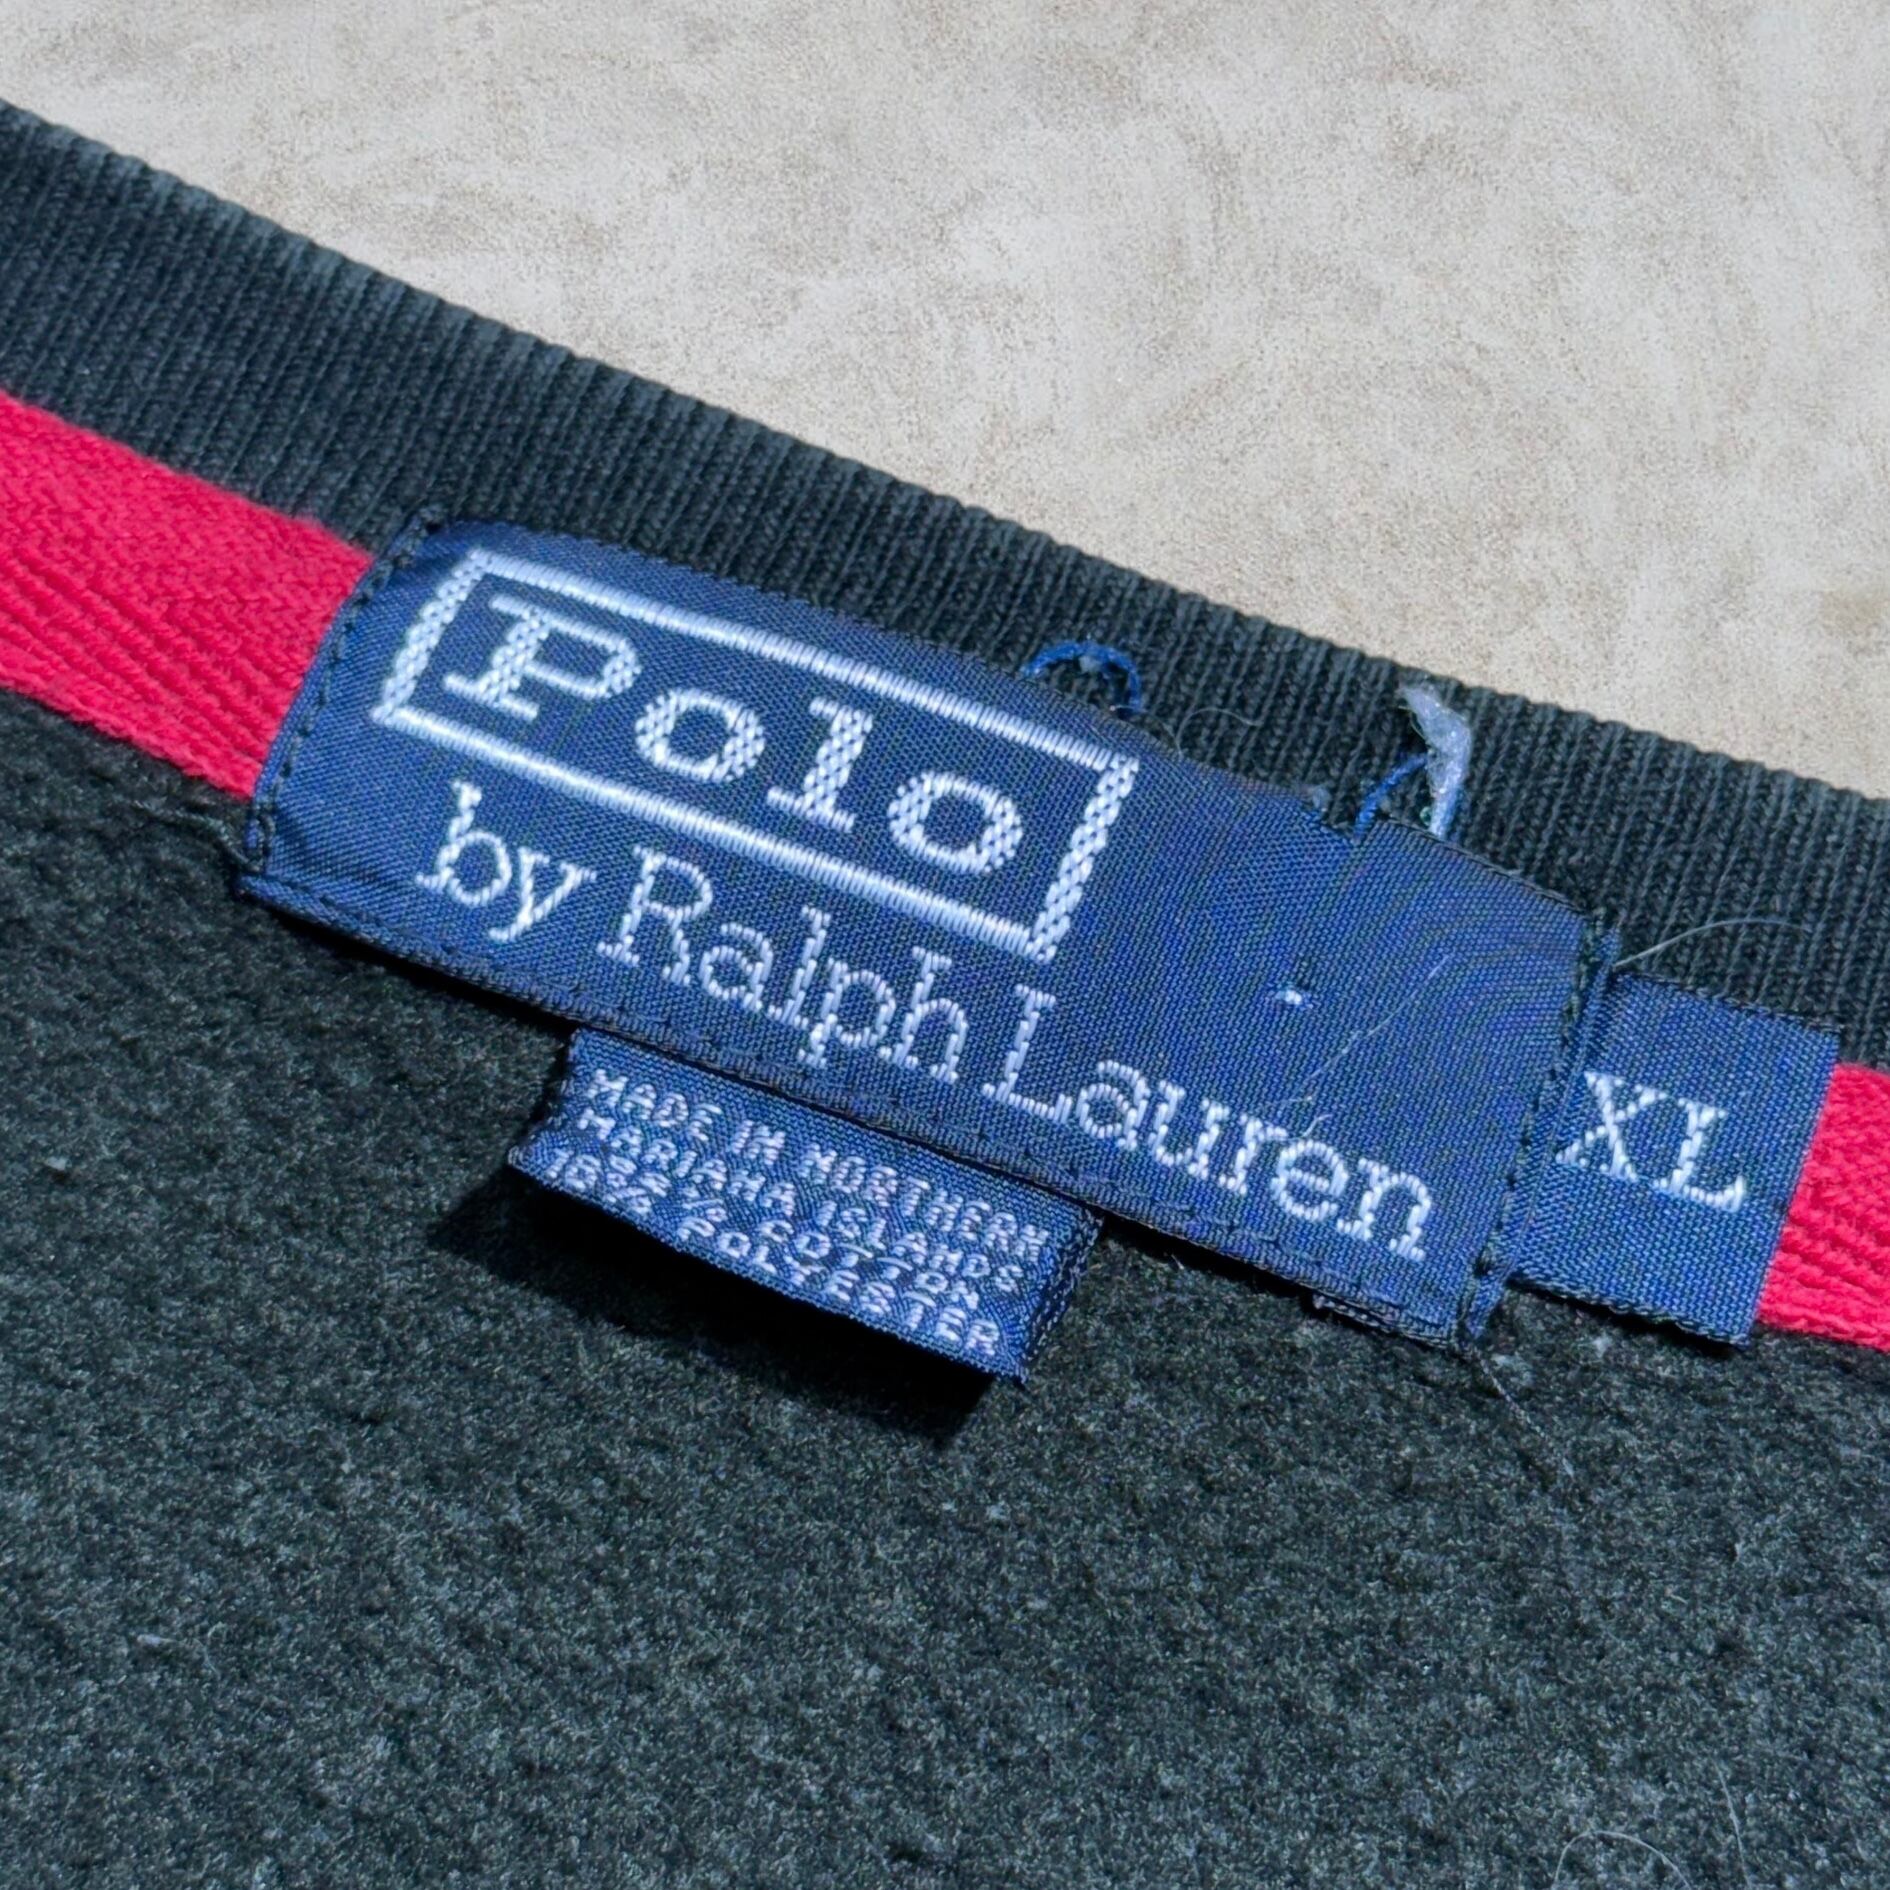 Polo
by Ralph Lauren
XL
MADE IN NORTHERN
MARIANA ISLANDS
COTTON
POLYESTER